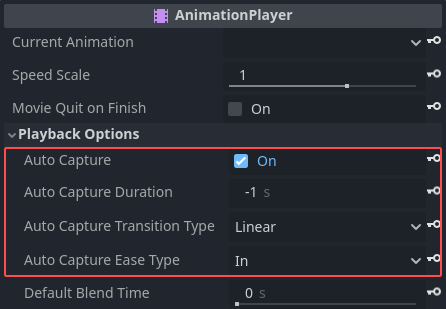 AnimationPlayer
Current Animation
Speed Scale 1
Movie Quit on Finish On
Playback Options
Auto Capture On
Auto Capture Duration -1 s
Auto Capture Transition Type Linear
Auto Capture Ease Type In
Default Blend Time 0 s